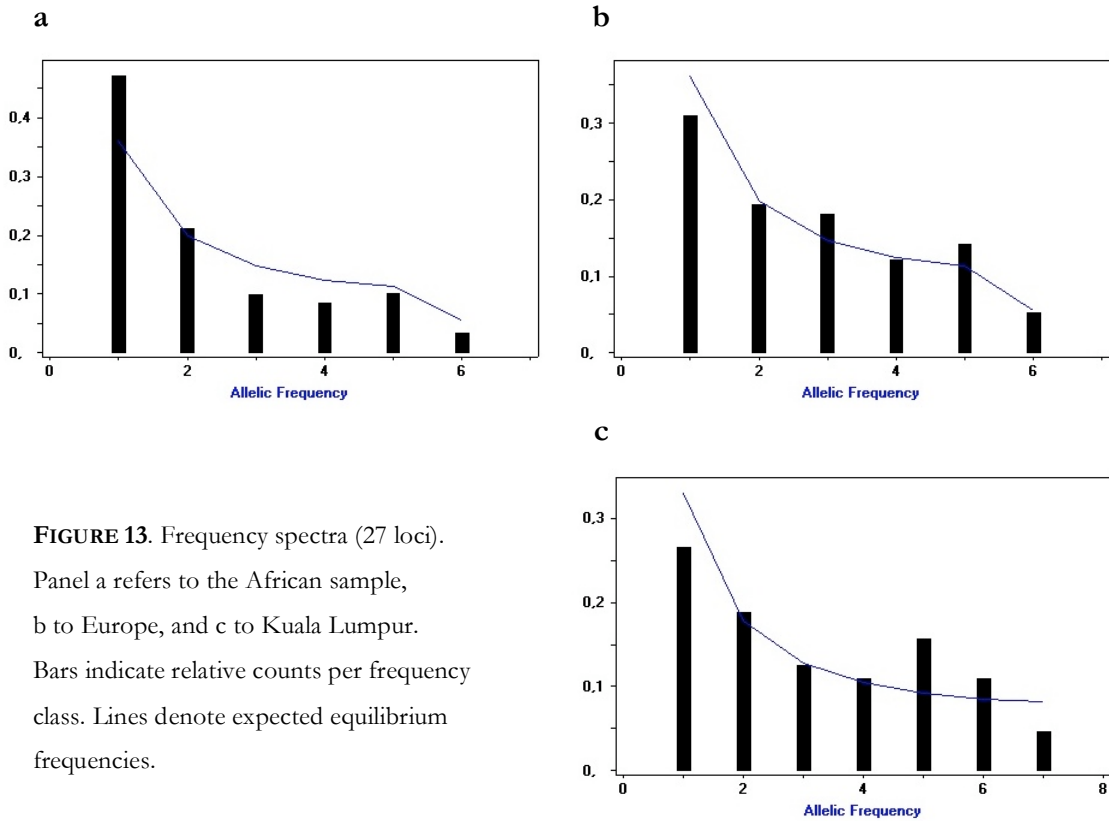 a
0,4
0,3
0,2
0,1
0,
0 2 4 6
Allelic Frequency
b
0,3
0,2
0,1
0,
0 2 4 6
Allelic Frequency
c
0,3
0,2
0,1
0,
0 2 4 6 8
Allelic Frequency
FIGURE 13. Frequency spectra (27 loci).
Panel a refers to the African sample,
b to Europe, and c to Kuala Lumpur.
Bars indicate relative counts per frequency
class. Lines denote expected equilibrium
frequencies.